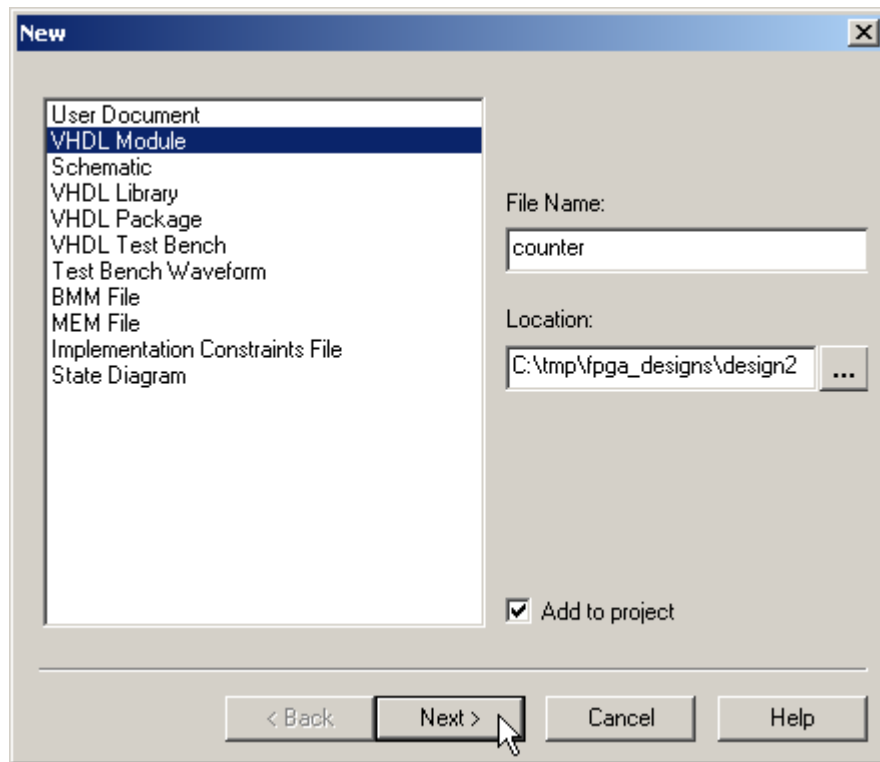 New
User Document
VHDL Module
Schematic
VHDL Library
VHDL Package
VHDL Test Bench
Test Bench Waveform
BMM File
MEM File
Implementation Constraints File
State Diagram
File Name:
counter
Location:
C:\tmp\fpga_designs\design2
...
Add to project
< Back
Next >
Cancel
Help